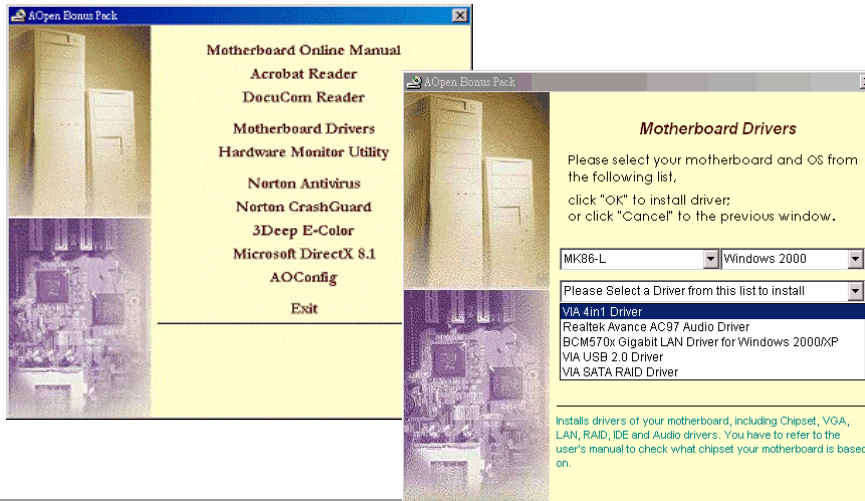 AOpen Bonus Pack
Motherboard Online Manual
Acrobat Reader
DocuCom Reader
Motherboard Drivers
Hardware Monitor Utility
Norton Antivirus
Norton CrashGuard
3Deep E-Color
Microsoft DirectX 8.1
AOConfig
Exit
AOpen Bonus Pack
Motherboard Drivers
Please select your motherboard and OS from
the following list,
click "OK" to install driver;
or click "Cancel" to the previous window.
MK86-L
Windows 2000
Please Select a Driver from this list to install
VIA 4in1 Driver
Realtek Avance AC97 Audio Driver
BCM570x Gigabit LAN Driver for Windows 2000/XP
VIA USB 2.0 Driver
VIA SATA RAID Driver
Installs drivers of your motherboard, including Chipset, VGA,
LAN, RAID, IDE and Audio drivers. You have to refer to the
user's manual to check what chipset your motherboard is based
on.